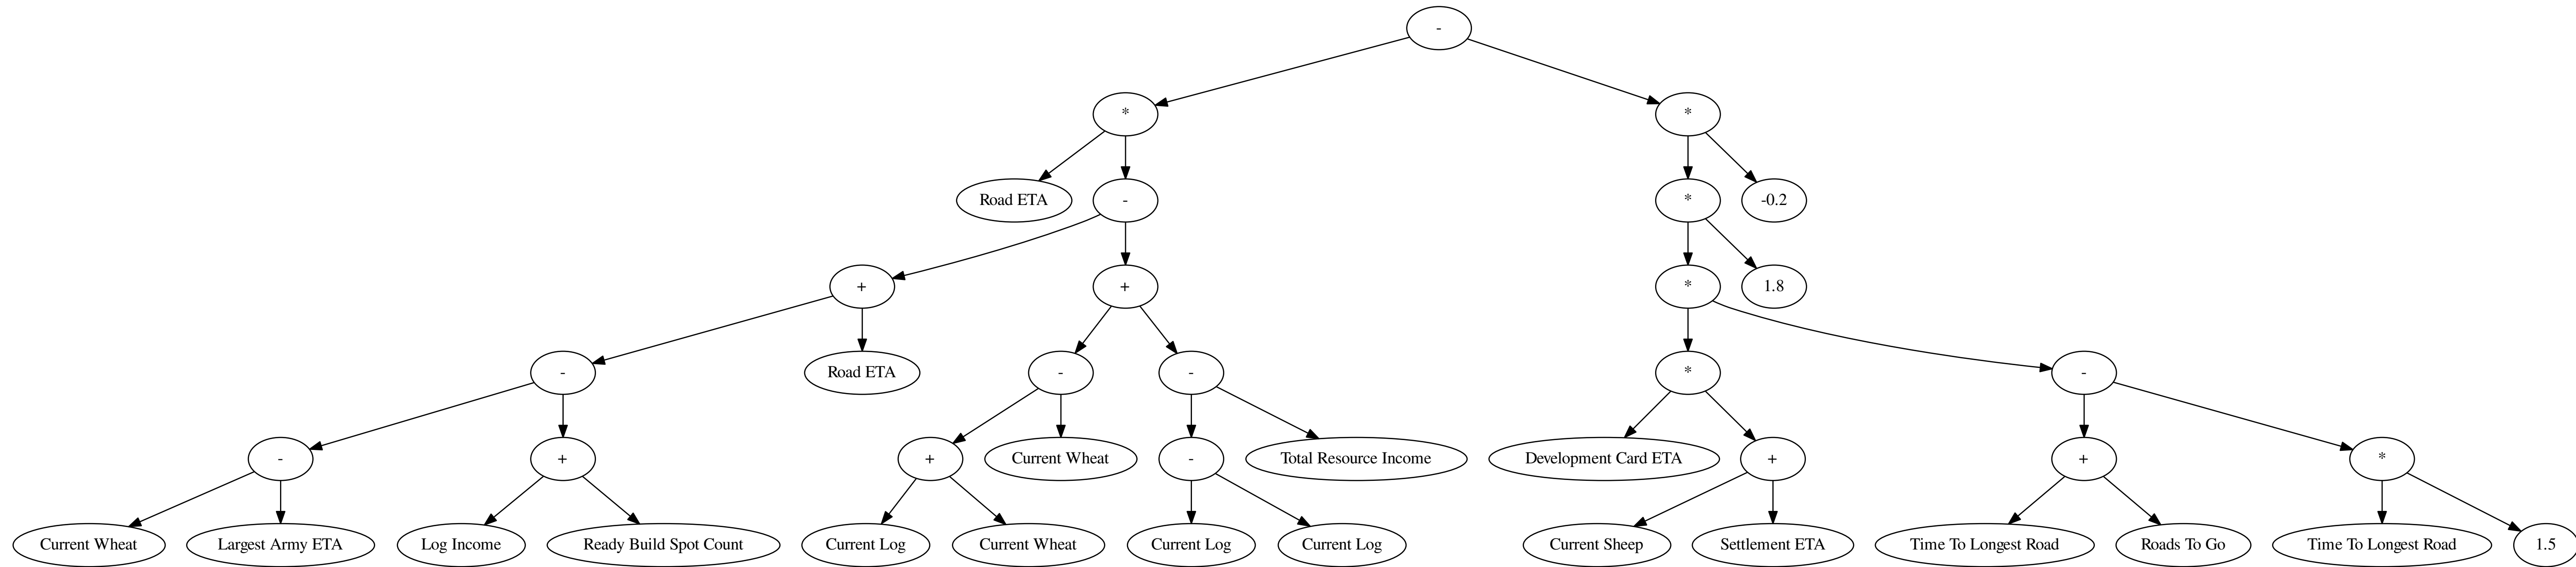 -
*
*
Road ETA
-
*
-0.2
+
+
*
1.8
-
Road ETA
-
-
*
-
-
+
+
Current Wheat
-
Total Resource Income
Development Card ETA
+
+
*
Current Wheat
Largest Army ETA
Log Income
Ready Build Spot Count
Current Log
Current Wheat
Current Log
Current Log
Current Sheep
Settlement ETA
Time To Longest Road
Roads To Go
Time To Longest Road
1.5